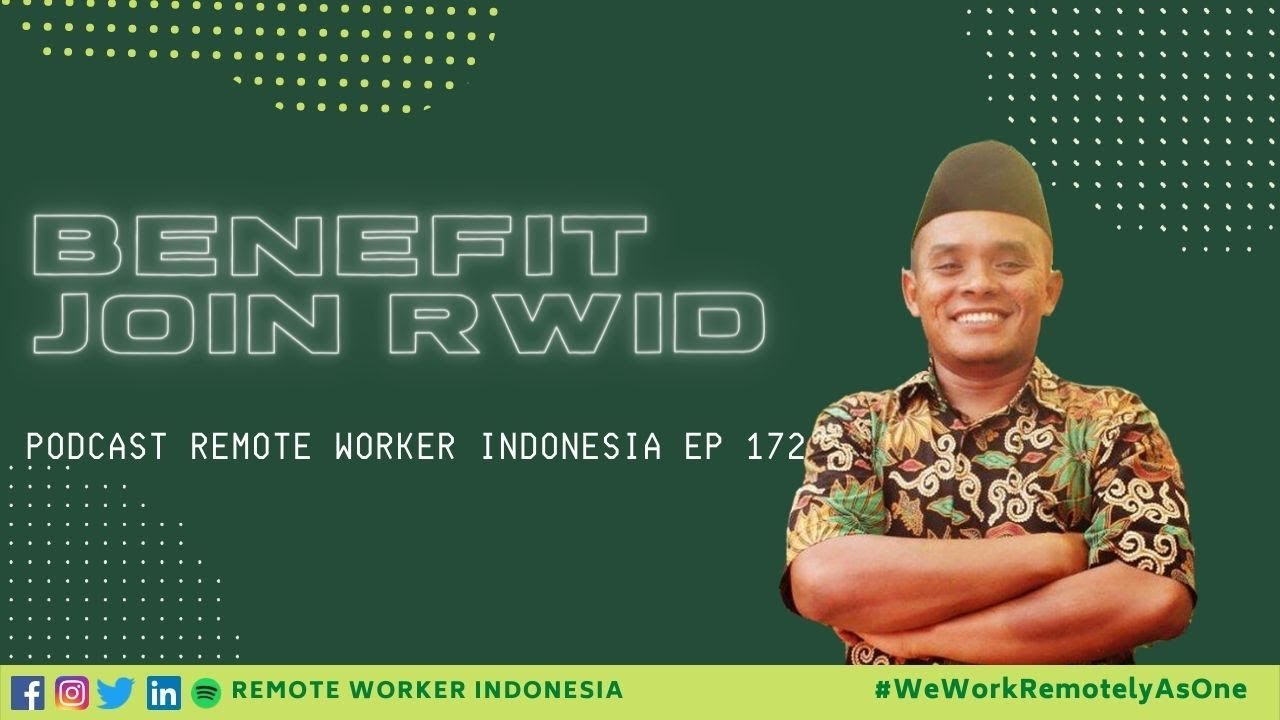 BENEFIT
JOIN RWID
PODCAST REMOTE WORKER INDONESIA EP 172
REMOTE WORKER INDONESIA
#WeWorkRemotelyAsOne